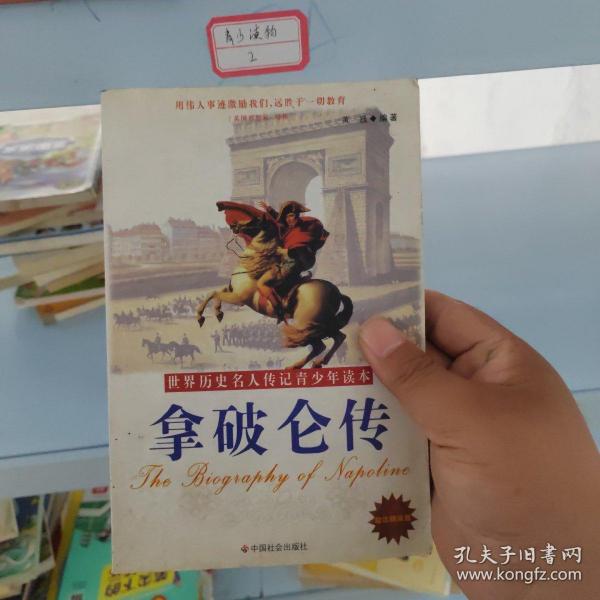 青少读物
2
用伟人事迹激励我们，远胜于一切教育
编著
世界历史名人传记青少年读本
拿破仑传
The Biography of Napoline
中国社会出版社
孔夫子旧书网
www.kongfz.com